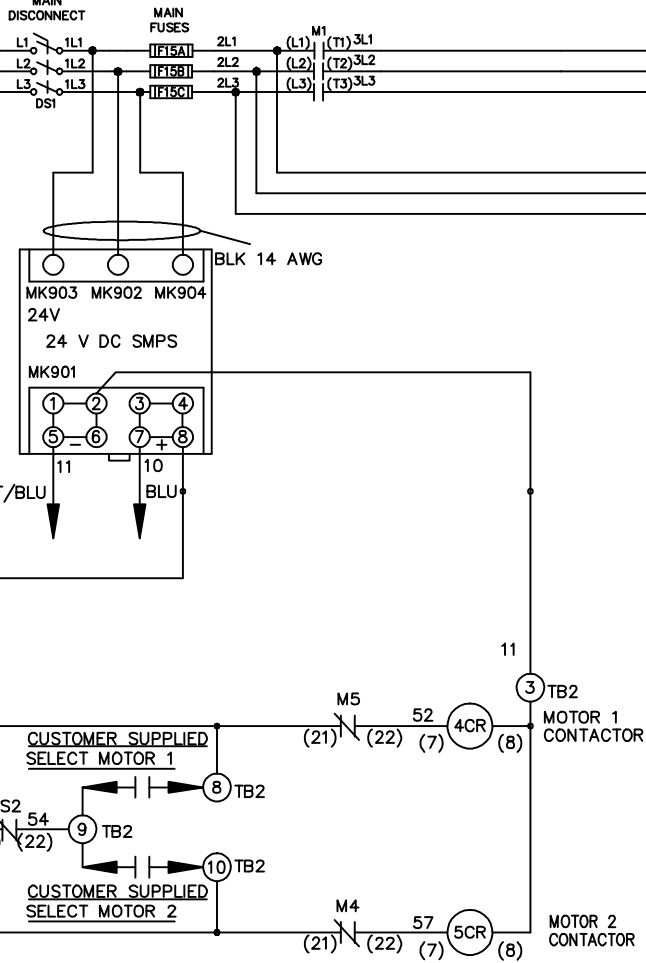 MAIN
DISCONNECT
MAIN
FUSES
M1
L1 1L1 F15A 2L1 (L1) (T1) 3L1
L2 1L2 F15B 2L2 (L2) (T2) 3L2
L3 1L3 F15C 2L3 (L3) (T3) 3L3
DS1
BLK 14 AWG
MK903 MK902 MK904
24V
24 V DC SMPS
MK901
1 2 3 4
5 - 6 7 + 8
11 10
T/BLU BLU
11
3 TB2
M5
52 4CR MOTOR 1
CONTACTOR
(21) (22) (7) (8)
CUSTOMER SUPPLIED
SELECT MOTOR 1
8 TB2
S2 54
9 TB2
(22)
10 TB2
CUSTOMER SUPPLIED
SELECT MOTOR 2
M4
57 5CR MOTOR 2
CONTACTOR
(21) (22) (7) (8)